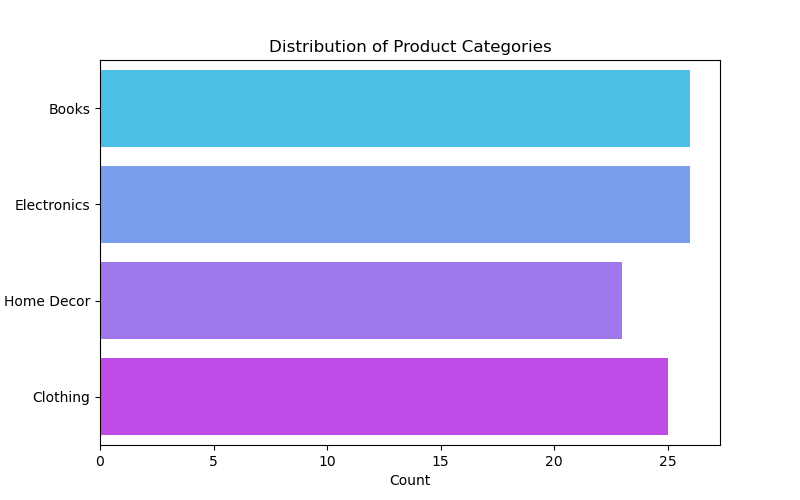 Distribution of Product Categories
Books
Electronics
Home Decor
Clothing
0 5 10 15 20 25
Count